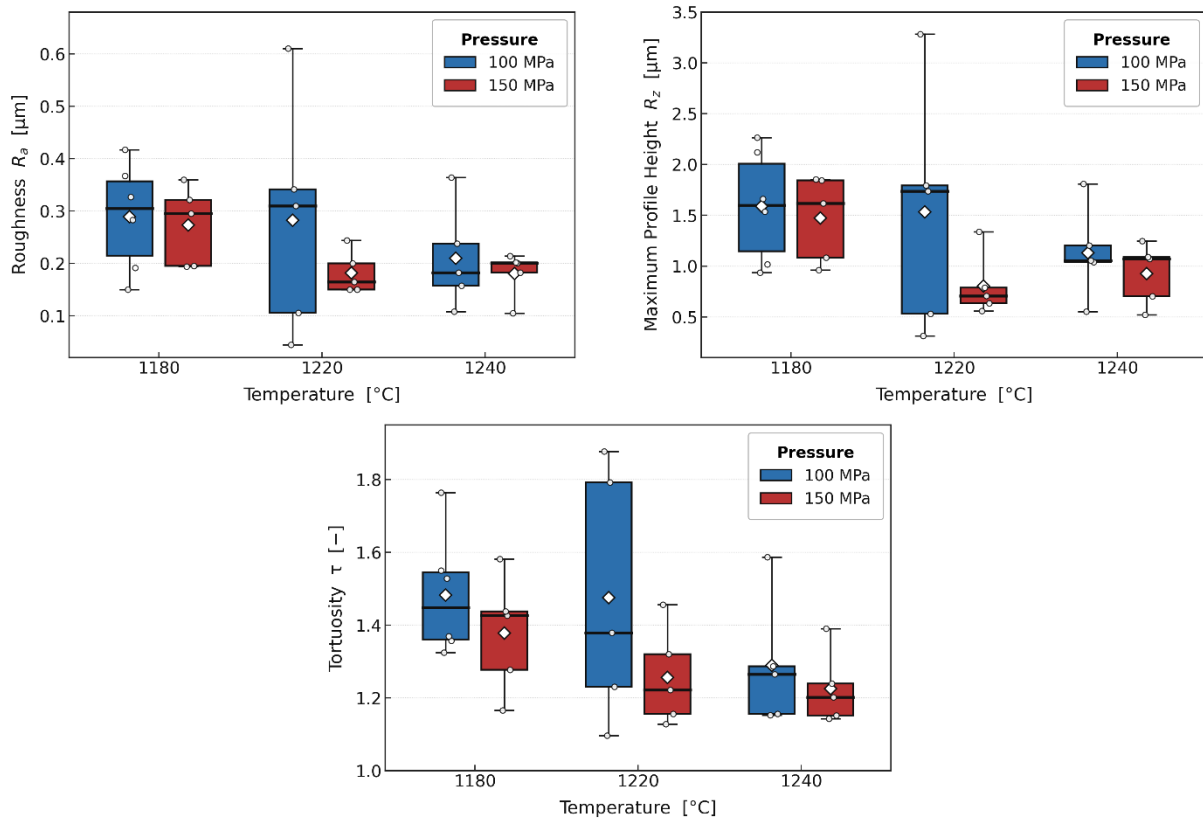 Roughness R_a [μm]
0.6
0.5
0.4
0.3
0.2
0.1
Pressure
100 MPa
150 MPa
1180
1220
1240
Temperature [°C]
Maximum Profile Height R_z [μm]
3.5
3.0
2.5
2.0
1.5
1.0
0.5
Pressure
100 MPa
150 MPa
1180
1220
1240
Temperature [°C]
Tortuosity τ [−]
1.8
1.6
1.4
1.2
1.0
Pressure
100 MPa
150 MPa
1180
1220
1240
Temperature [°C]